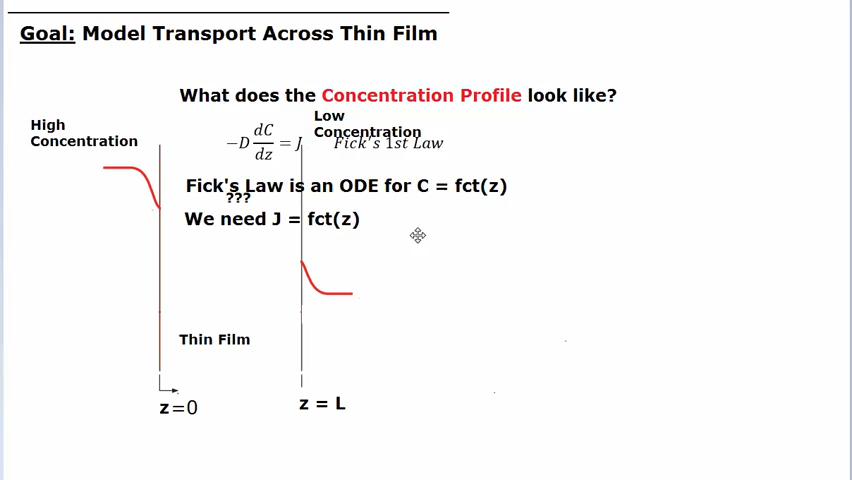 Goal: Model Transport Across Thin Film
What does the Concentration Profile look like?
High
Concentration
Low
Concentration
−D dC/dz = J
Fick's 1st Law
Fick's Law is an ODE for C = fct(z)
???
We need J = fct(z)
Thin Film
z=0
z = L